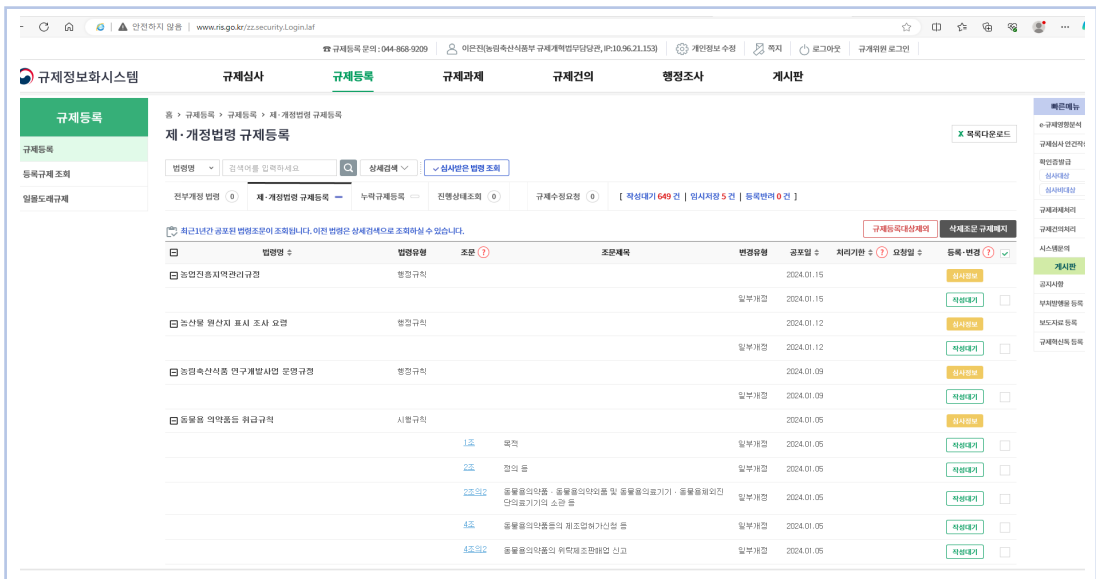 안전하지 않음 | www.ris.go.kr/zz.security.Login.laf
규제등록 문의 : 044-868-9209 이은진(농림축산식품부 규제개혁법무담당관, IP:10.96.21.153) 개인정보 수정 쪽지 로그아웃 규개위원 로그인
규제정보화시스템 규제심사 규제등록 규제과제 규제건의 행정조사 게시판
규제등록
규제등록
등록규제 조회
일몰도래규제
홈 > 규제등록 > 규제등록 > 제·개정법령 규제등록
제·개정법령 규제등록
X 목록다운로드
법령명 검색어를 입력하세요 상세검색 심사받은 법령 조회
전부개정 법령 0 제·개정법령 규제등록 누락규제등록 진행상태조회 0 규제수정요청 0 [ 작성대기 649 건 | 임시저장 5 건 | 등록반려 0 건 ]
최근1년간 공포된 법령조문이 조회됩니다. 이전 법령은 상세검색으로 조회하실 수 있습니다.
규제등록대상제외 삭제조문 규제폐지
법령명 법령유형 조문 ? 조문제목 변경유형 공포일 처리기한 ? 요청일 등록·변경 ?
농업진흥지역관리규정 행정규칙 2024.01.15 심사정보
일부개정 2024.01.15 작성대기
농산물 원산지 표시 조사 요령 행정규칙 2024.01.12 심사정보
일부개정 2024.01.12 작성대기
농림축산식품 연구개발사업 운영규정 행정규칙 2024.01.09 심사정보
일부개정 2024.01.09 작성대기
동물용 의약품등 취급규칙 시행규칙 2024.01.05 심사정보
1조 목적 일부개정 2024.01.05 작성대기
2조 정의 등 일부개정 2024.01.05 작성대기
2조의2 동물용의약품·동물용의약외품 및 동물용의료기기·동물용체외진
단의료기기의 소관 등 일부개정 2024.01.05 작성대기
4조 동물용의약품등의 제조업허가신청 등 일부개정 2024.01.05 작성대기
4조의2 동물용의약품의 위탁제조판매업 신고 일부개정 2024.01.05 작성대기
빠른메뉴
e-규제영향분석
규제심사 안건작
확인증발급
심사대상
심사비대상
규제과제처리
규제건의처리
시스템문의
게시판
공지사항
부처발행물 등록
보도자료 등록
규제혁신톡 등록